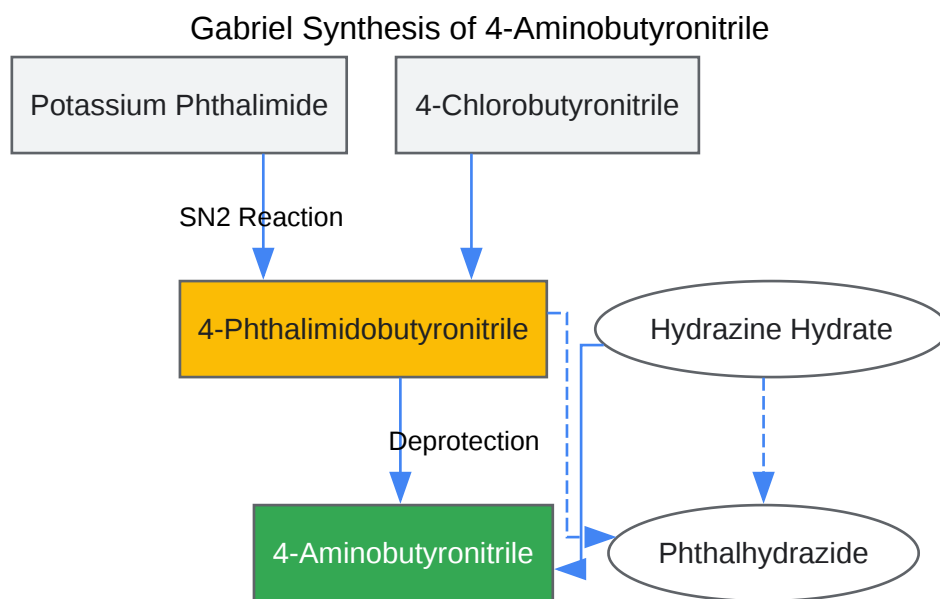 Gabriel Synthesis of 4-Aminobutyronitrile
Potassium Phthalimide
4-Chlorobutyronitrile
SN2 Reaction
4-Phthalimidobutyronitrile
Hydrazine Hydrate
Deprotection
4-Aminobutyronitrile
Phthalhydrazide